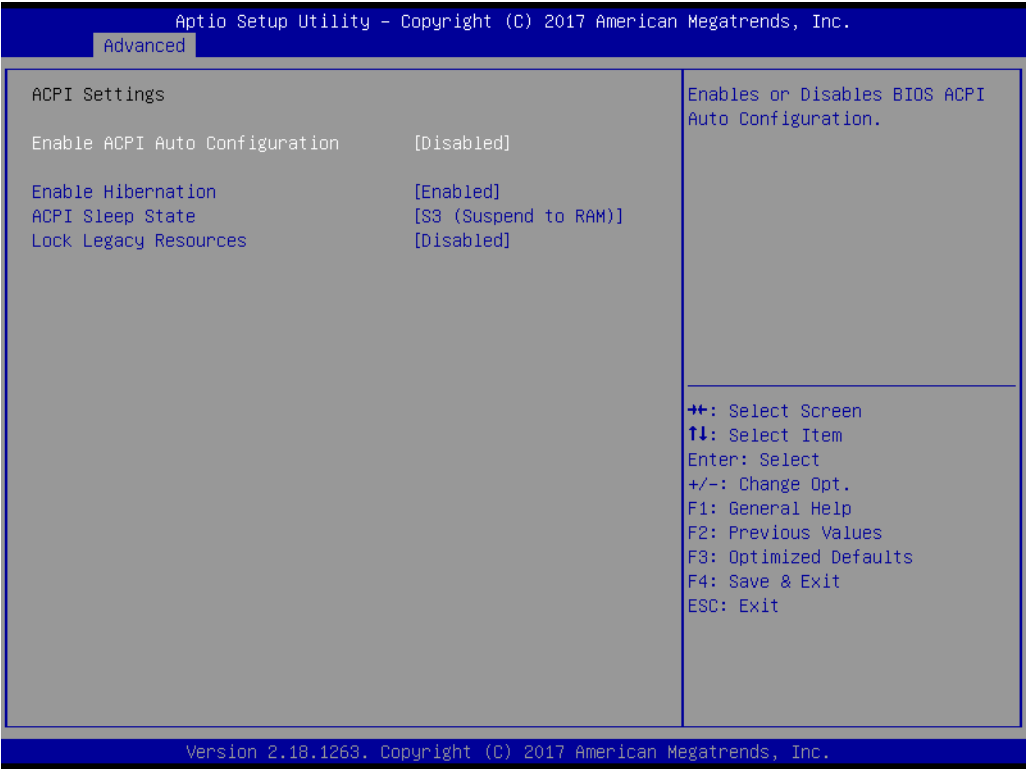 Aptio Setup Utility – Copyright (C) 2017 American Megatrends, Inc.
Advanced
ACPI Settings
Enable ACPI Auto Configuration [Disabled]
Enable Hibernation [Enabled]
ACPI Sleep State [S3 (Suspend to RAM)]
Lock Legacy Resources [Disabled]
Enables or Disables BIOS ACPI
Auto Configuration.
→←: Select Screen
↑↓: Select Item
Enter: Select
+/-: Change Opt.
F1: General Help
F2: Previous Values
F3: Optimized Defaults
F4: Save & Exit
ESC: Exit
Version 2.18.1263. Copyright (C) 2017 American Megatrends, Inc.